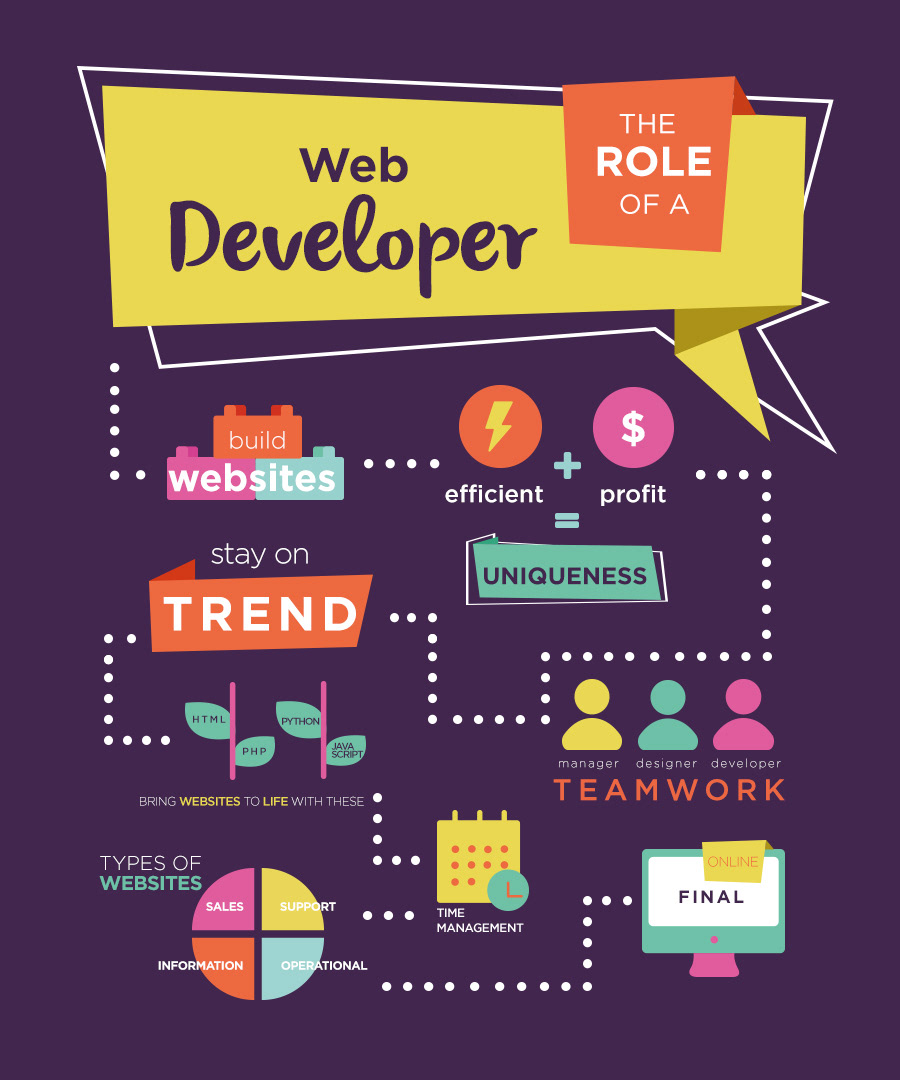 THE
ROLE
OF A
Web
Developer
build
websites
efficient
profit
$
+
=
UNIQUENESS
stay on
TREND
manager designer developer
TEAMWORK
HTML
PHP
PYTHON
JAVA
SCRIPT
BRING WEBSITES TO LIFE WITH THESE
TIME
MANAGEMENT
TYPES OF
WEBSITES
SALES
SUPPORT
INFORMATION
OPERATIONAL
ONLINE
FINAL